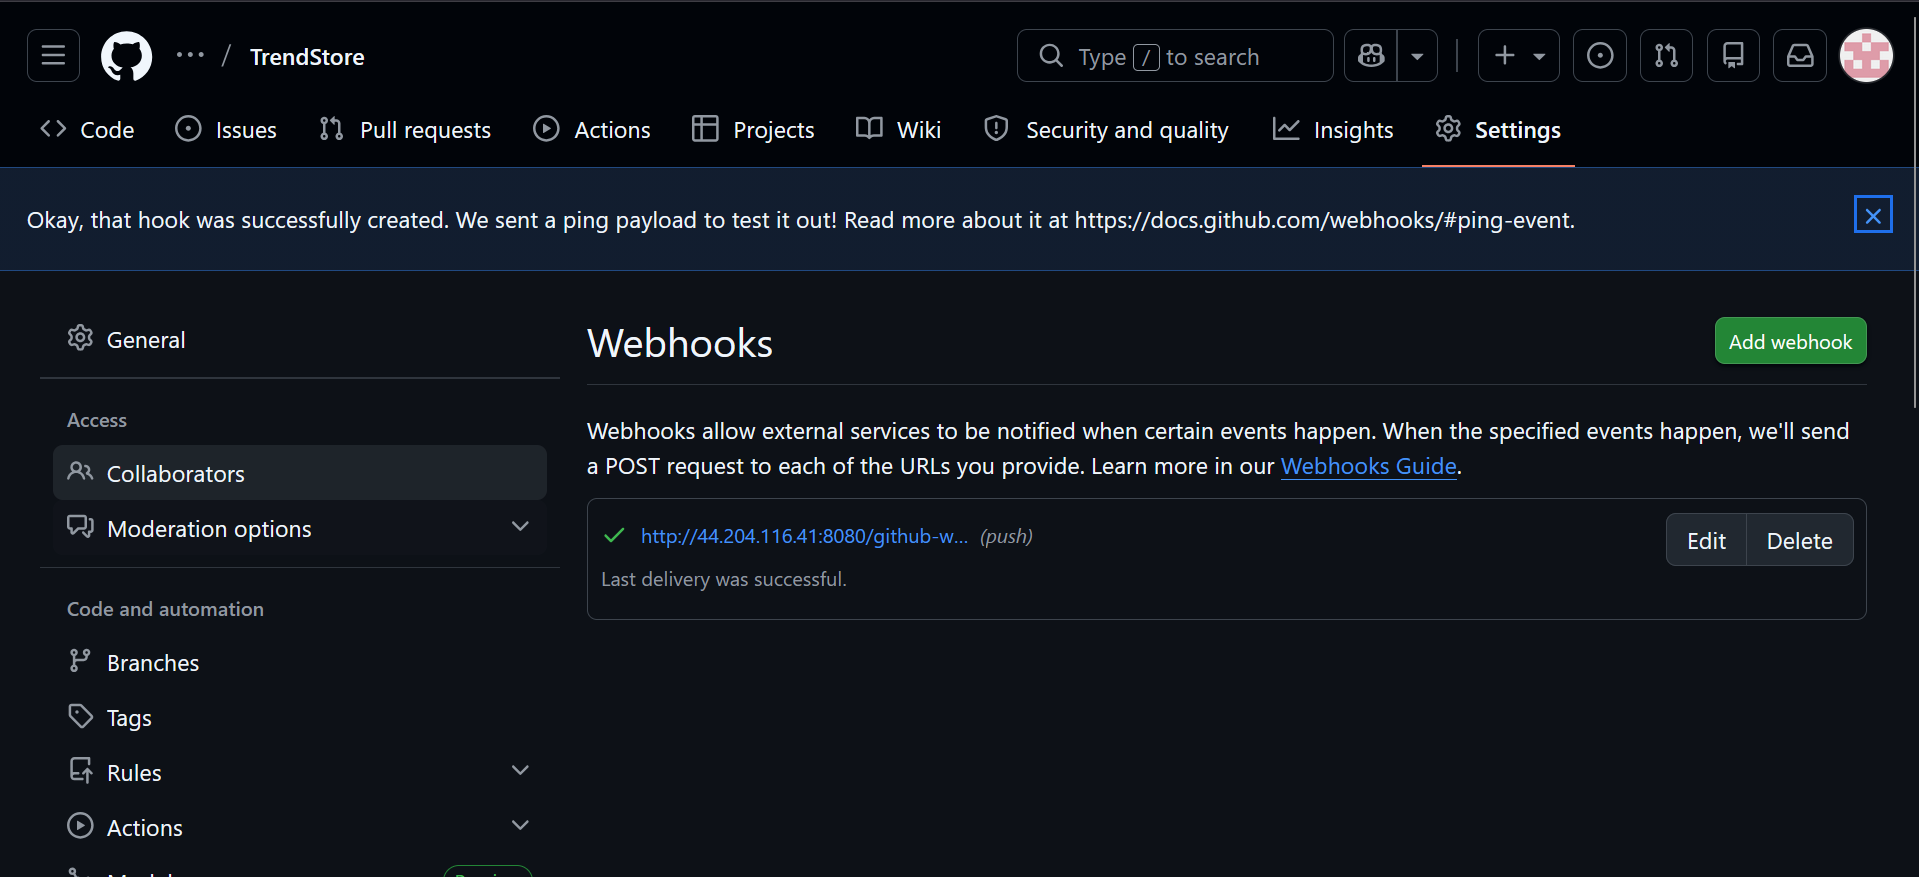 ··· / TrendStore
Type / to search
Code
Issues
Pull requests
Actions
Projects
Wiki
Security and quality
Insights
Settings
Okay, that hook was successfully created. We sent a ping payload to test it out! Read more about it at https://docs.github.com/webhooks/#ping-event.
General
Access
Collaborators
Moderation options
Code and automation
Branches
Tags
Rules
Actions
Webhooks
Add webhook
Webhooks allow external services to be notified when certain events happen. When the specified events happen, we'll send
a POST request to each of the URLs you provide. Learn more in our Webhooks Guide.
http://44.204.116.41:8080/github-w... (push)
Edit
Delete
Last delivery was successful.